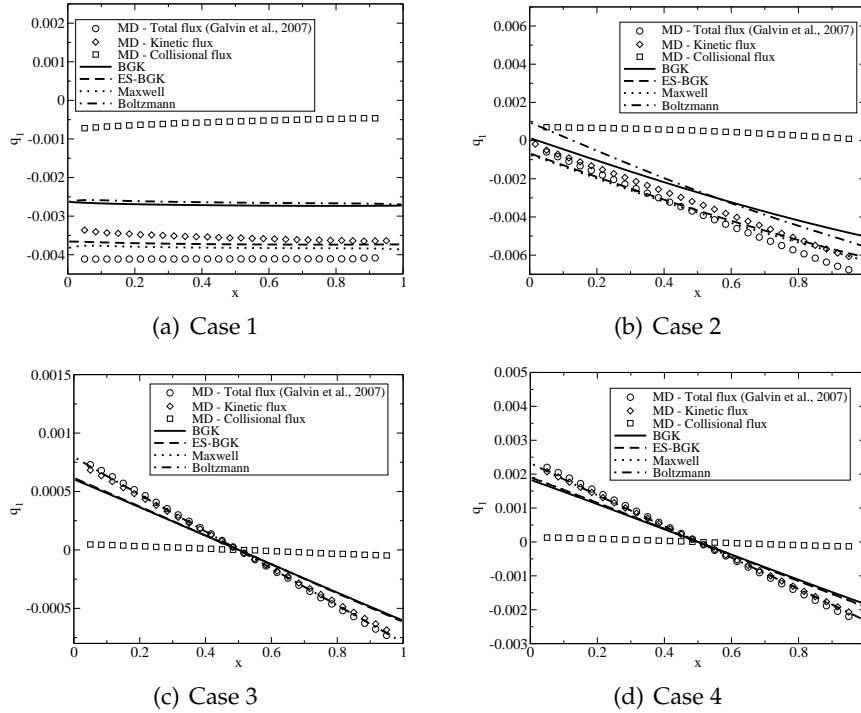 0.002
0.001
0
-0.001
-0.002
-0.003
-0.004
q1
MD - Total flux (Galvin et al., 2007)
MD - Kinetic flux
MD - Collisional flux
BGK
ES-BGK
Maxwell
Boltzmann
0 0.2 0.4 0.6 0.8 1
x
(a) Case 1
0.006
0.004
0.002
0
-0.002
-0.004
-0.006
q1
MD - Total flux (Galvin et al., 2007)
MD - Kinetic flux
MD - Collisional flux
BGK
ES-BGK
Maxwell
Boltzmann
0 0.2 0.4 0.6 0.8
x
(b) Case 2
0.0015
0.001
0.0005
0
-0.0005
q1
MD - Total flux (Galvin et al., 2007)
MD - Kinetic flux
MD - Collisional flux
BGK
ES-BGK
Maxwell
Boltzmann
0 0.2 0.4 0.6 0.8 1
x
(c) Case 3
0.005
0.004
0.003
0.002
0.001
0
-0.001
-0.002
-0.003
q1
MD - Total flux (Galvin et al., 2007)
MD - Kinetic flux
MD - Collisional flux
BGK
ES-BGK
Maxwell
Boltzmann
0 0.2 0.4 0.6 0.8
x
(d) Case 4